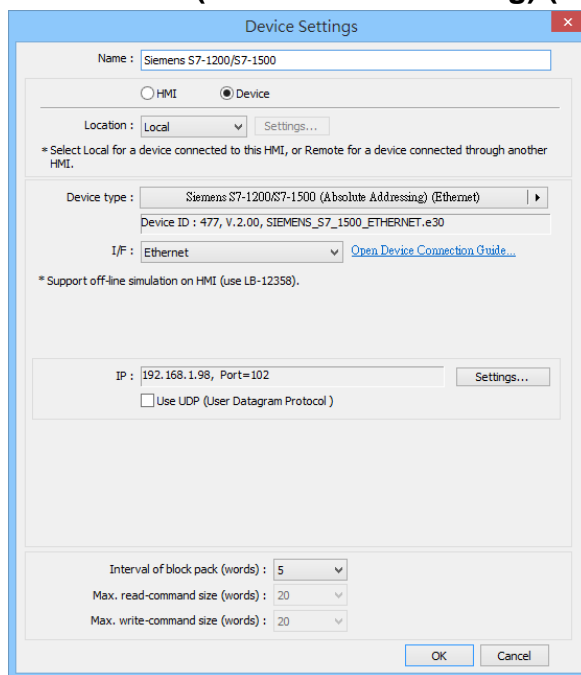 Device Settings
Name : Siemens S7-1200/S7-1500
HMI Device
Location : Local Settings...
* Select Local for a device connected to this HMI, or Remote for a device connected through another
HMI.
Device type : Siemens S7-1200/S7-1500 (Absolute Addressing) (Ethernet)
Device ID : 477, V.2.00, SIEMENS_S7_1500_ETHERNET.e30
I/F : Ethernet Open Device Connection Guide...
* Support off-line simulation on HMI (use LB-12358).
IP : 192.168.1.98, Port=102 Settings...
Use UDP (User Datagram Protocol )
Interval of block pack (words) : 5
Max. read-command size (words) : 20
Max. write-command size (words) : 20
OK Cancel